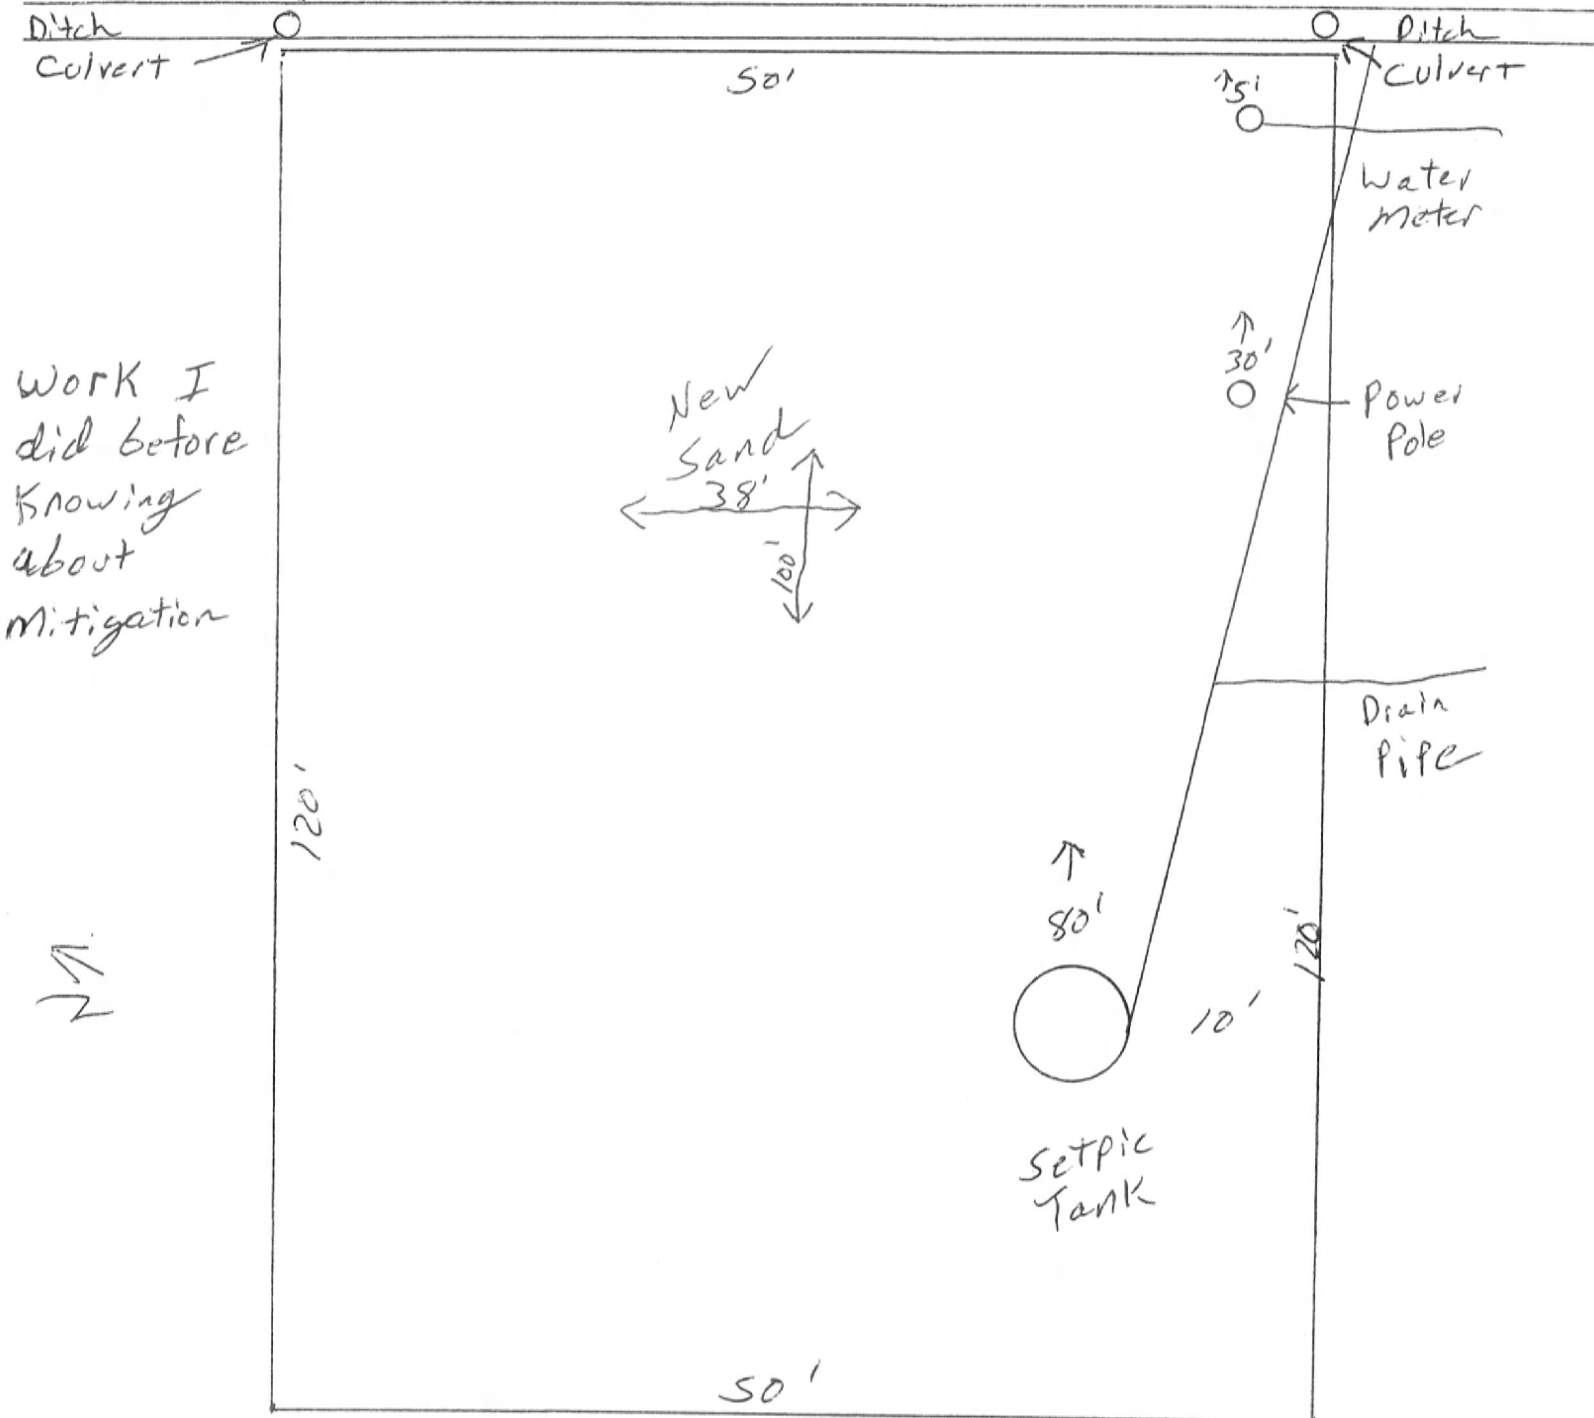 Ditch
Culvert
Ditch
Culvert
50'
5'
Water
Meter
30'
Power
Pole
Work I
did before
Knowing
about
Mitigation
New
Sand
38'
100'
Drain
Pipe
120'
80'
120'
10'
N
Setpic
Tank
50'